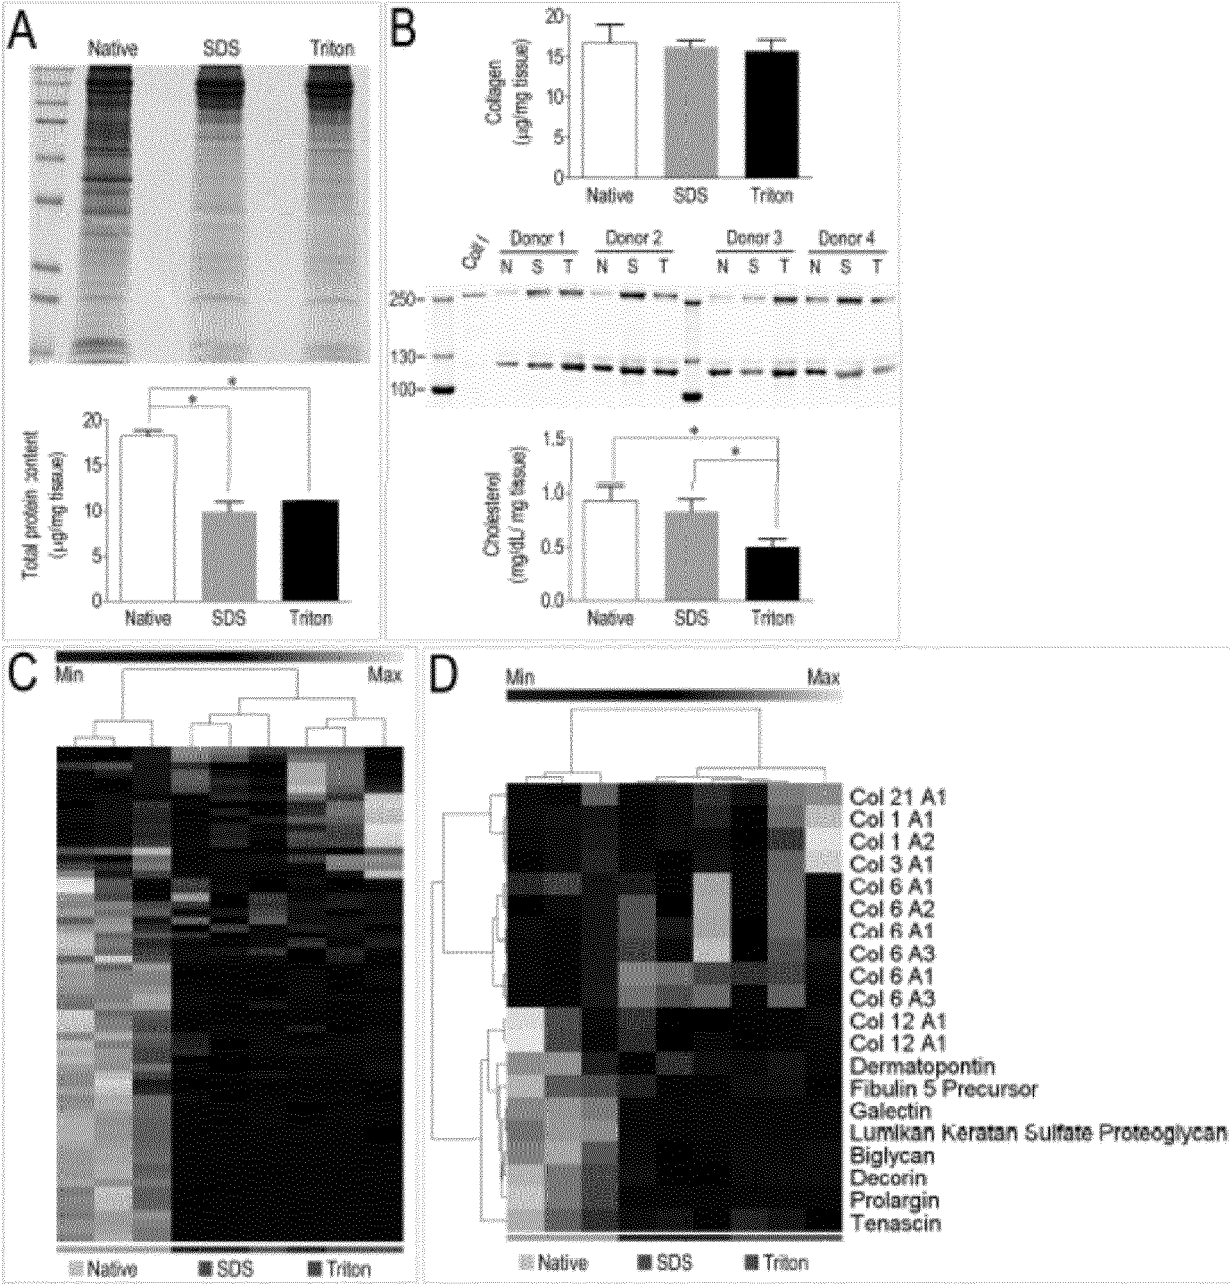 A
Native SDS Triton
* *
Total protein content
(µg/mg tissue)
20
15
10
5
0
Native SDS Triton
B
Collagen
(µg/mg tissue)
20
15
10
5
0
Native SDS Triton
Col I
Donor 1 Donor 2 Donor 3 Donor 4
N S T N S T N S T N S T
250
130
100
Cholesterol
(mg/dL/ mg tissue)
1.5
1.0
0.5
0.0
* *
Native SDS Triton
C
Min Max
Native SDS Triton
D
Min Max
Col 21 A1
Col 1 A1
Col 1 A2
Col 3 A1
Col 6 A1
Col 6 A2
Col 6 A1
Col 6 A3
Col 6 A1
Col 6 A3
Col 12 A1
Col 12 A1
Dermatopontin
Fibulin 5 Precursor
Galectin
Lumikan Keratan Sulfate Proteoglycan
Biglycan
Decorin
Prolargin
Tenascin
Native SDS Triton